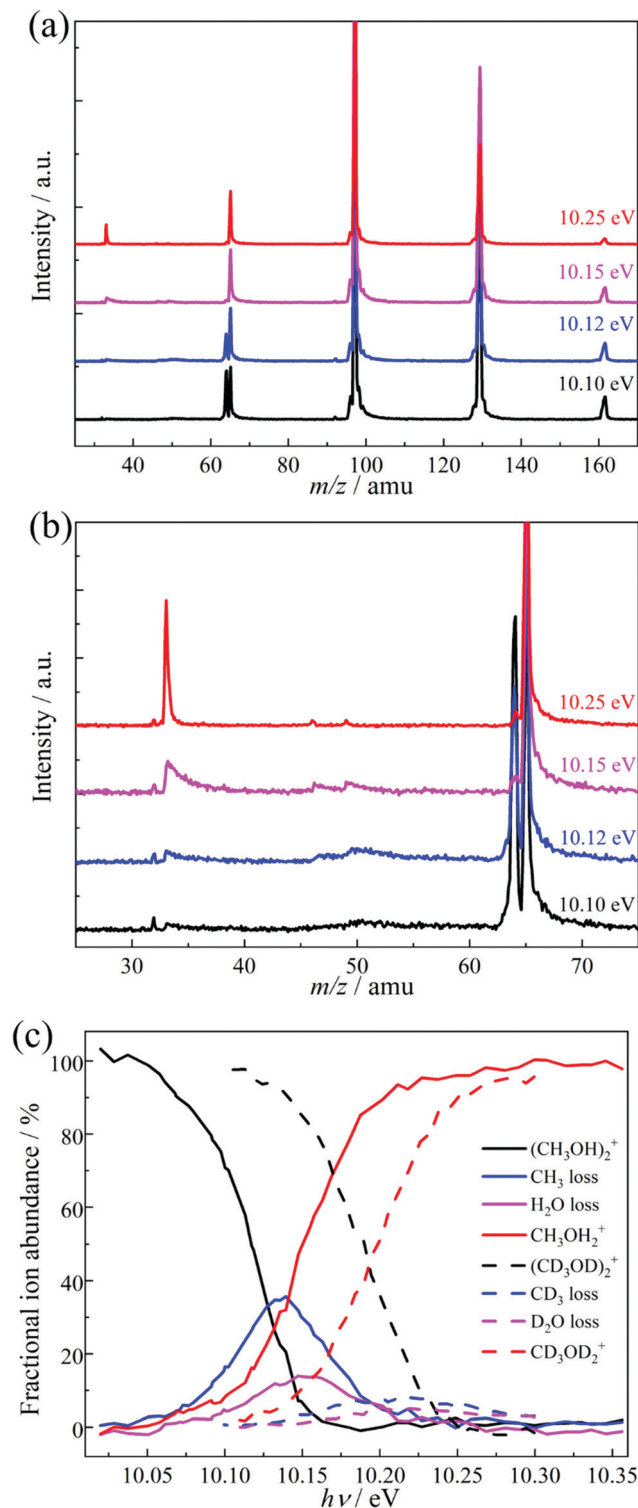 (a)
Intensity / a.u.
10.25 eV
10.15 eV
10.12 eV
10.10 eV
40 60 80 100 120 140 160
m/z / amu
(b)
Intensity / a.u.
10.25 eV
10.15 eV
10.12 eV
10.10 eV
30 40 50 60 70
m/z / amu
(c)
Fractional ion abundance / %
100
80
60
40
20
0
(CH₃OH)₂⁺
CH₃ loss
H₂O loss
CH₃OH₂⁺
(CD₃OD)₂⁺
CD₃ loss
D₂O loss
CD₃OD₂⁺
10.05 10.10 10.15 10.20 10.25 10.30 10.35
hν / eV